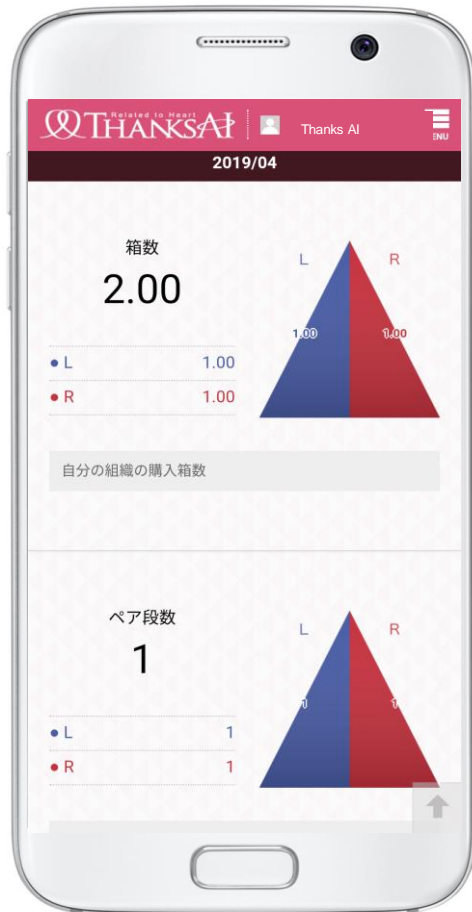 Related to Heart
THANKSAI
Thanks AI
ENU
2019/04
箱数
2.00
L 1.00
R 1.00
L R
1.00 1.00
自分の組織の購入箱数
ペア段数
1
L 1
R 1
L R
1 1